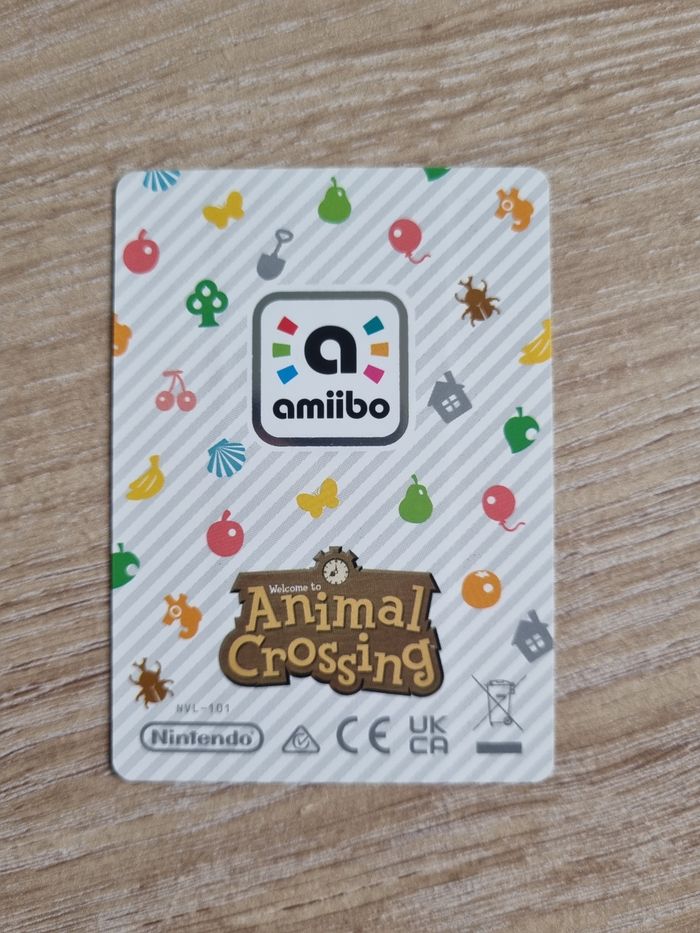 a
amiibo
Welcome to
Animal
Crossing
NVL-101
Nintendo
CE
UK
CA